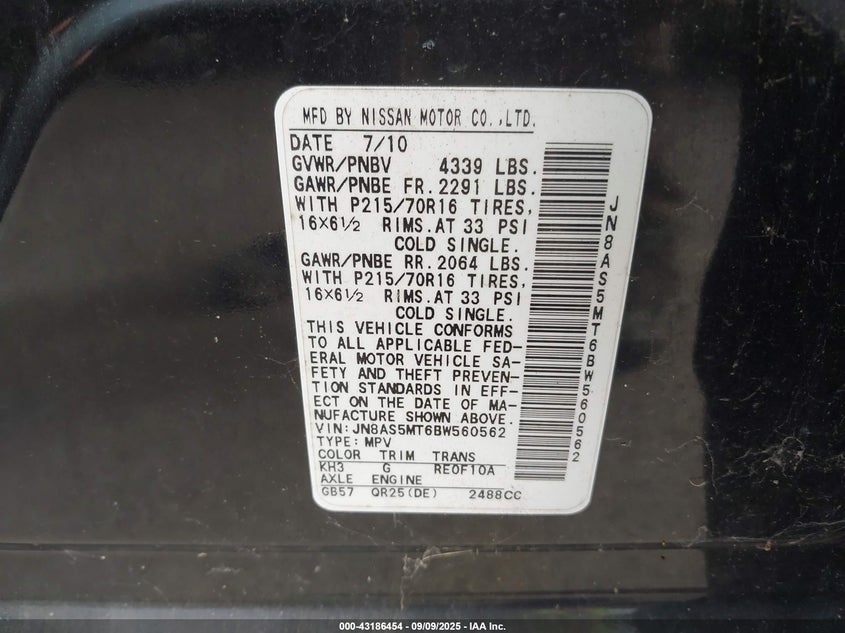 MFD BY NISSAN MOTOR CO.,LTD.
DATE 7/10
GVWR/PNBV 4339 LBS.
GAWR/PNBE FR. 2291 LBS.
WITH P215/70R16 TIRES,
16×6½ RIMS. AT 33 PSI
COLD SINGLE.
GAWR/PNBE RR. 2064 LBS.
WITH P215/70R16 TIRES,
16×6½ RIMS. AT 33 PSI
COLD SINGLE.
THIS VEHICLE CONFORMS
TO ALL APPLICABLE FED-
ERAL MOTOR VEHICLE SA-
FETY AND THEFT PREVEN-
TION STANDARDS IN EFF-
ECT ON THE DATE OF MA-
NUFACTURE SHOWN ABOVE.
VIN: JN8AS5MT6BW560562
TYPE: MPV
COLOR TRIM TRANS
KH3 G RE0F10A
AXLE ENGINE
GB57 QR25(DE) 2488CC
JN8AS5MT6BW560562
000-43186454 - 09/09/2025 - IAA Inc.